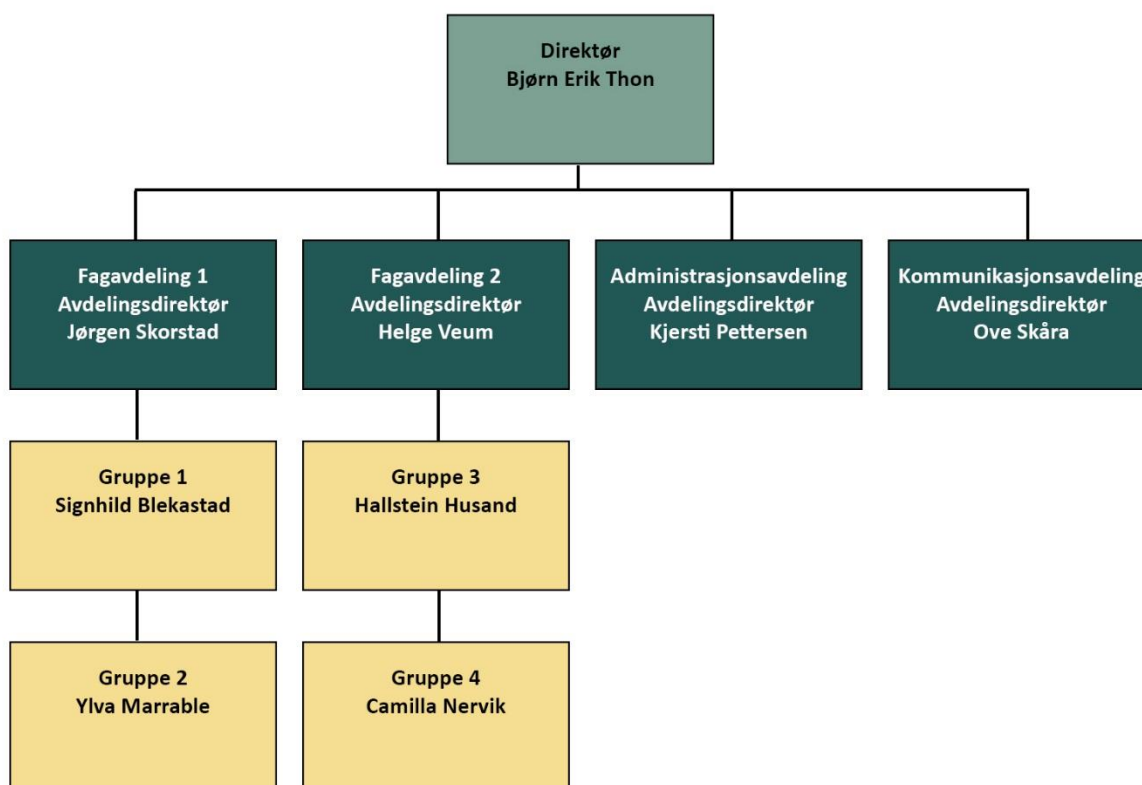 Direktør
Bjørn Erik Thon
Fagavdeling 1
Avdelingsdirektør
Jørgen Skorstad
Fagavdeling 2
Avdelingsdirektør
Helge Veum
Administrasjonsavdeling
Avdelingsdirektør
Kjersti Pettersen
Kommunikasjonsavdeling
Avdelingsdirektør
Ove Skåra
Gruppe 1
Signhild Blekastad
Gruppe 3
Hallstein Husand
Gruppe 2
Ylva Marrable
Gruppe 4
Camilla Nervik